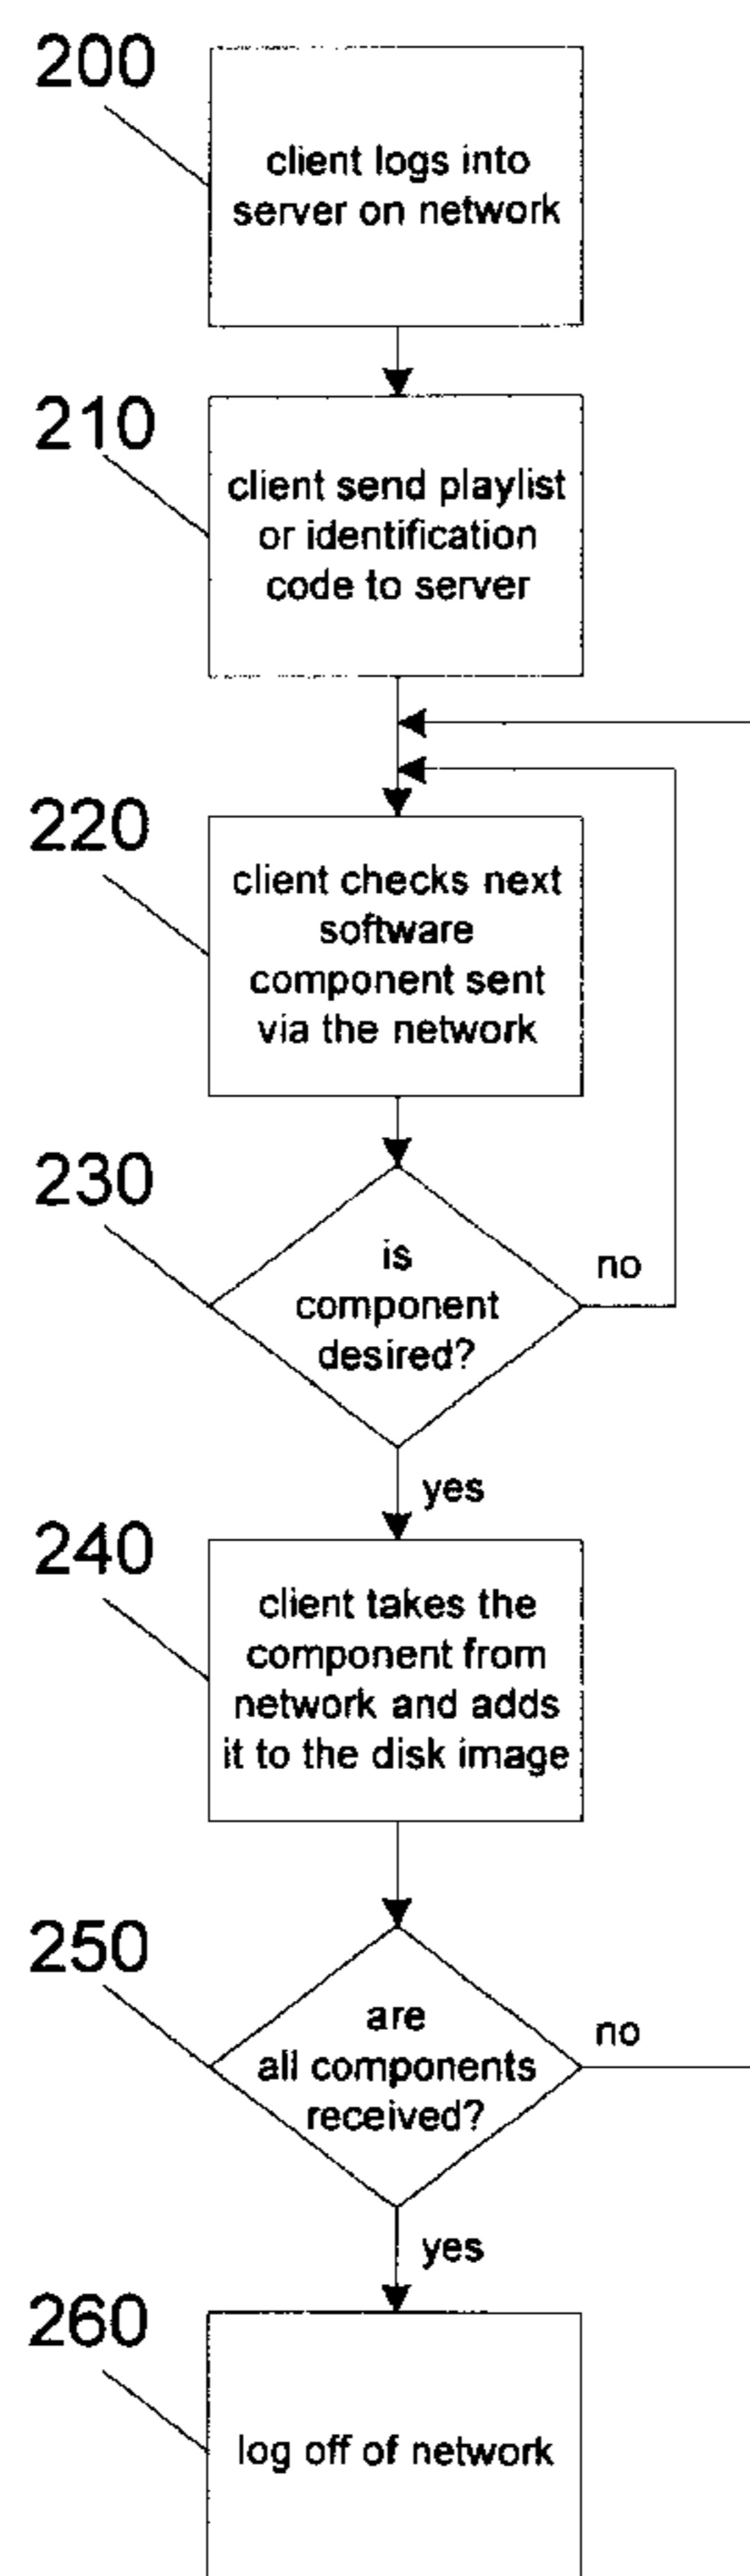 200
client logs into
server on network
210
client send playlist
or identification
code to server
220
client checks next
software
component sent
via the network
230
is
component
desired?
no
yes
240
client takes the
component from
network and adds
it to the disk image
250
are
all components
received?
no
yes
260
log off of network